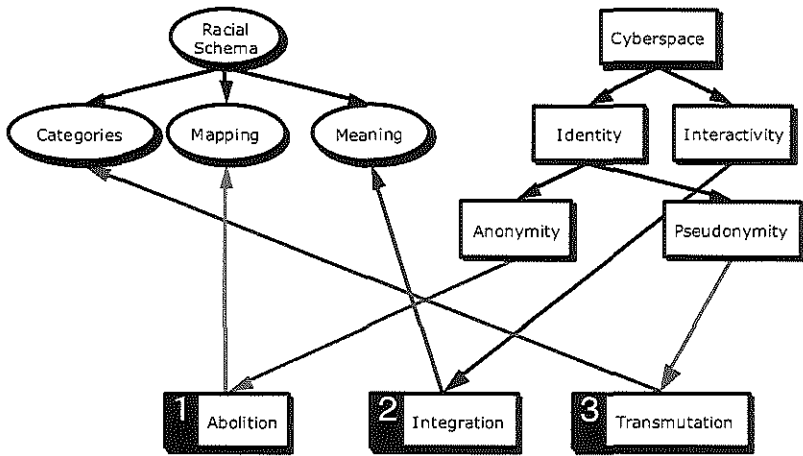 Racial
Schema
Cyberspace
Categories
Mapping
Meaning
Identity
Interactivity
Anonymity
Pseudonymity
1 Abolition
2 Integration
3 Transmutation